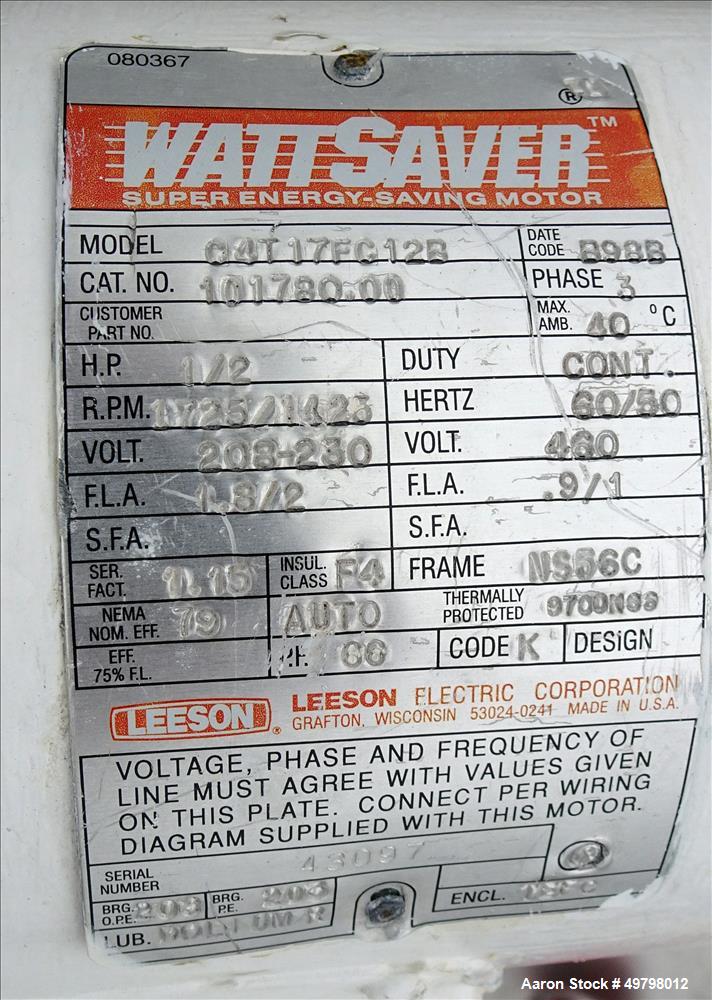 080367
®
WATTSAVER™
SUPER ENERGY-SAVING MOTOR
MODEL C4T17FC12B DATE CODE B98B
CAT. NO. 101780.00 PHASE 3
CUSTOMER PART NO. MAX. AMB. 40 °C
H.P. 1/2 DUTY CONT.
R.P.M. 1725/1425 HERTZ 60/50
VOLT. 208-230 VOLT. 460
F.L.A. 1.8/2 F.L.A. .9/1
S.F.A. S.F.A.
SER. FACT. 1.15 INSUL. CLASS F4 FRAME NS56C
NEMA NOM. EFF. 79 AUTO THERMALLY PROTECTED
EFF. 75% F.L. P.F. 66 CODE K DESIGN
LEESON® LEESON ELECTRIC CORPORATION
GRAFTON, WISCONSIN 53024-0241 MADE IN U.S.A.
VOLTAGE, PHASE AND FREQUENCY OF
LINE MUST AGREE WITH VALUES GIVEN
ON THIS PLATE. CONNECT PER WIRING
DIAGRAM SUPPLIED WITH THIS MOTOR.
SERIAL NUMBER 43097
BRG. O.P.E. 203 BRG. P.E. ENCL.
LUB.
Aaron Stock # 49798012